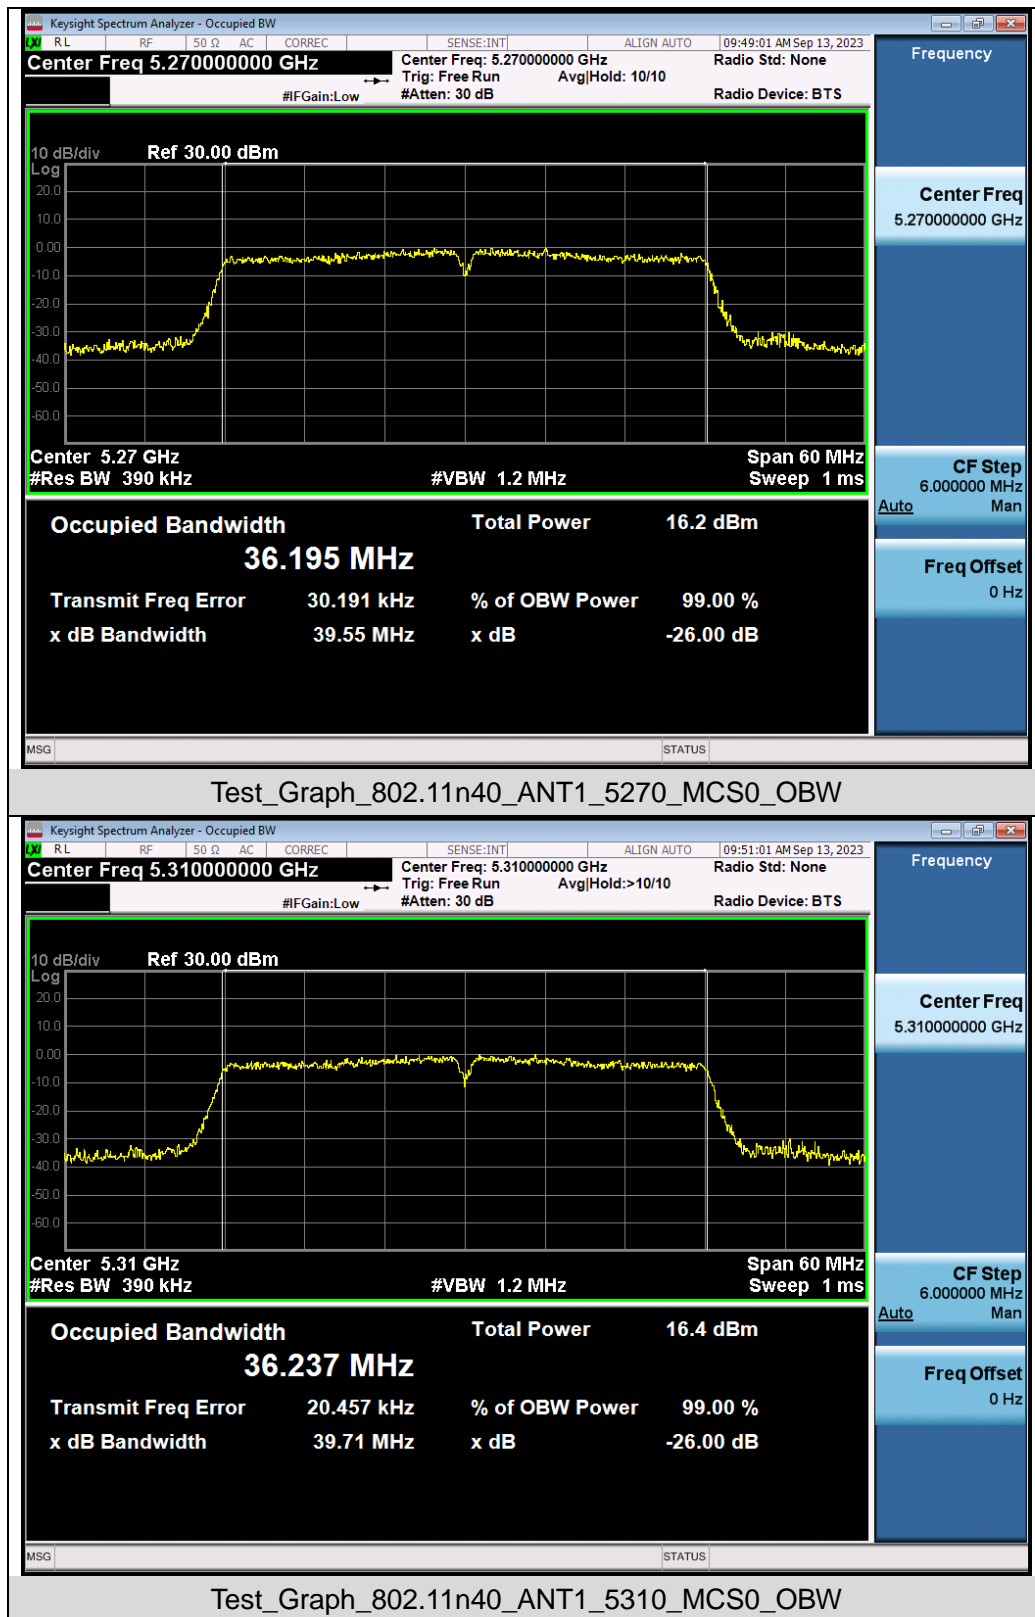 Keysight Spectrum Analyzer - Occupied BW
LXI RL RF 50 Ω AC CORREC SENSE:INT ALIGN AUTO 09:49:01 AM Sep 13, 2023
Center Freq 5.270000000 GHz
Center Freq: 5.270000000 GHz
Radio Std: None
Trig: Free Run Avg|Hold: 10/10
#IFGain:Low
#Atten: 30 dB
Radio Device: BTS
Frequency
10 dB/div Ref 30.00 dBm
Log
20.0
10.0
0.00
-10.0
-20.0
-30.0
-40.0
-50.0
-60.0
Center Freq
5.270000000 GHz
Center 5.27 GHz Span 60 MHz
#Res BW 390 kHz #VBW 1.2 MHz Sweep 1 ms
CF Step
6.000000 MHz
Auto Man
Occupied Bandwidth Total Power 16.2 dBm
36.195 MHz
Transmit Freq Error 30.191 kHz % of OBW Power 99.00 %
x dB Bandwidth 39.55 MHz x dB -26.00 dB
Freq Offset
0 Hz
MSG STATUS
Test_Graph_802.11n40_ANT1_5270_MCS0_OBW
Keysight Spectrum Analyzer - Occupied BW
LXI RL RF 50 Ω AC CORREC SENSE:INT ALIGN AUTO 09:51:01 AM Sep 13, 2023
Center Freq 5.310000000 GHz
Center Freq: 5.310000000 GHz
Radio Std: None
Trig: Free Run Avg|Hold:>10/10
#IFGain:Low
#Atten: 30 dB
Radio Device: BTS
Frequency
10 dB/div Ref 30.00 dBm
Log
20.0
10.0
0.00
-10.0
-20.0
-30.0
-40.0
-50.0
-60.0
Center Freq
5.310000000 GHz
Center 5.31 GHz Span 60 MHz
#Res BW 390 kHz #VBW 1.2 MHz Sweep 1 ms
CF Step
6.000000 MHz
Auto Man
Occupied Bandwidth Total Power 16.4 dBm
36.237 MHz
Transmit Freq Error 20.457 kHz % of OBW Power 99.00 %
x dB Bandwidth 39.71 MHz x dB -26.00 dB
Freq Offset
0 Hz
MSG STATUS
Test_Graph_802.11n40_ANT1_5310_MCS0_OBW